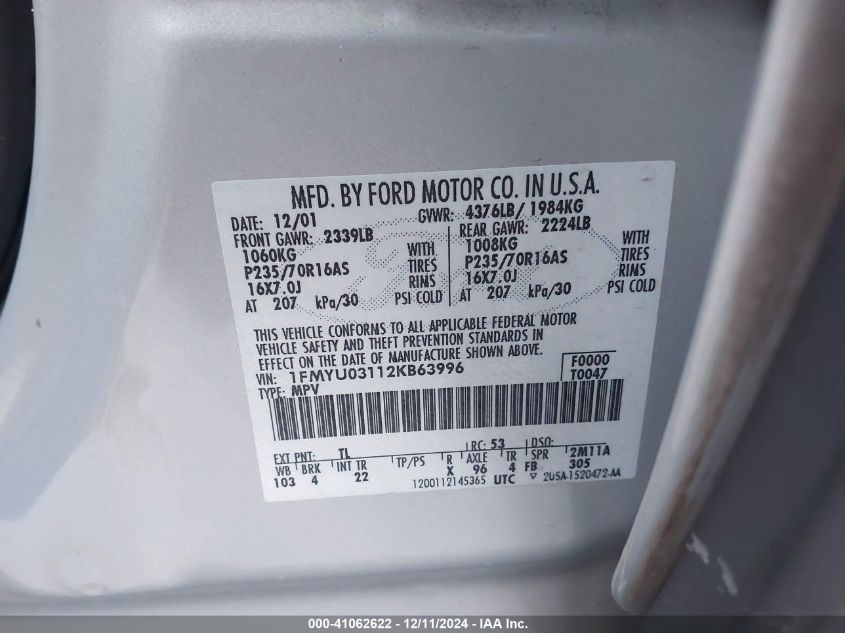 MFD. BY FORD MOTOR CO. IN U.S.A.
DATE: 12/01 GVWR: 4376LB/ 1984KG
FRONT GAWR: 2339LB REAR GAWR: 2224LB
1060KG WITH 1008KG WITH
P235/70R16AS TIRES P235/70R16AS TIRES
16X7.0J RIMS 16X7.0J RIMS
AT 207 kPa/30 PSI COLD AT 207 kPa/30 PSI COLD
THIS VEHICLE CONFORMS TO ALL APPLICABLE FEDERAL MOTOR
VEHICLE SAFETY AND THEFT PREVENTION STANDARDS IN
EFFECT ON THE DATE OF MANUFACTURE SHOWN ABOVE.
VIN: 1FMYU03112KB63996 F0000
TYPE: MPV T0047
EXT PNT: TL RC: 53 DSO:
WB BRK INT TR TP/PS R AXLE TR SPR 2M11A
103 4 22 X 96 4 FB 305
1200112145365 UTC ▽ 2USA-1520472-AA
000-41062622 - 12/11/2024 - IAA Inc.